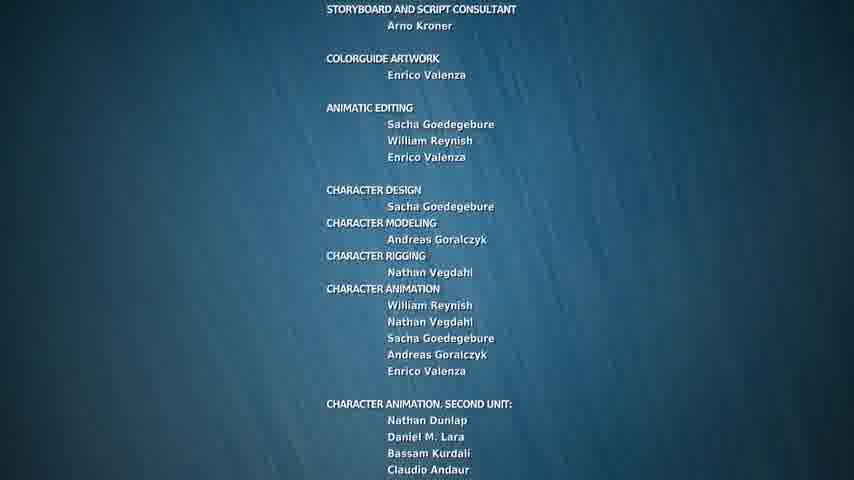 STORYBOARD AND SCRIPT CONSULTANT
Arno Kroner
COLORGUIDE ARTWORK
Enrico Valenza
ANIMATIC EDITING
Sacha Goedegebure
William Reynish
Enrico Valenza
CHARACTER DESIGN
Sacha Goedegebure
CHARACTER MODELING
Andreas Goralczyk
CHARACTER RIGGING
Nathan Vegdahl
CHARACTER ANIMATION
William Reynish
Nathan Vegdahl
Sacha Goedegebure
Andreas Goralczyk
Enrico Valenza
CHARACTER ANIMATION, SECOND UNIT:
Nathan Dunlap
Daniel M. Lara
Bassam Kurdali
Claudio Andaur